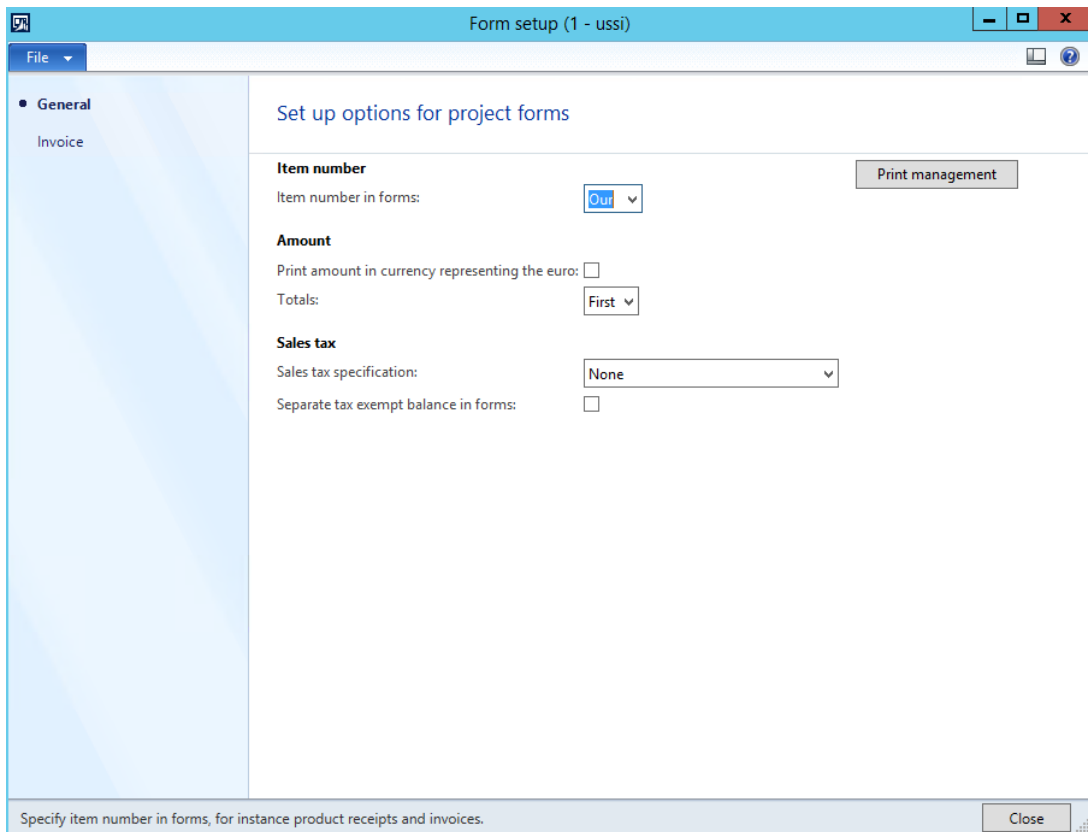 Form setup (1 - ussi)
File
General
Invoice
Set up options for project forms
Item number
Print management
Item number in forms:
Our
Amount
Print amount in currency representing the euro:
Totals:
First
Sales tax
Sales tax specification:
None
Separate tax exempt balance in forms:
Specify item number in forms, for instance product receipts and invoices.
Close